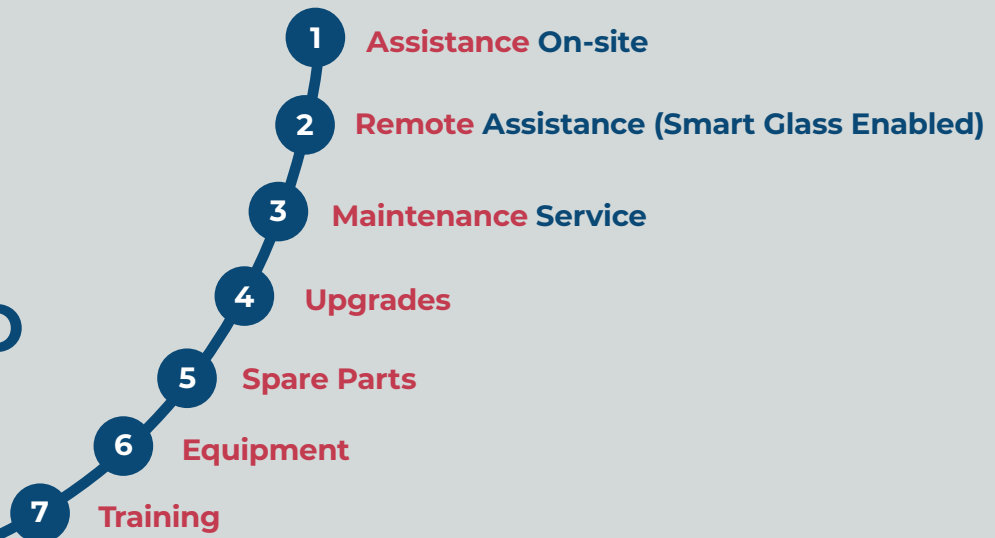 1 Assistance On-site
2 Remote Assistance (Smart Glass Enabled)
3 Maintenance Service
4 Upgrades
5 Spare Parts
6 Equipment
7 Training